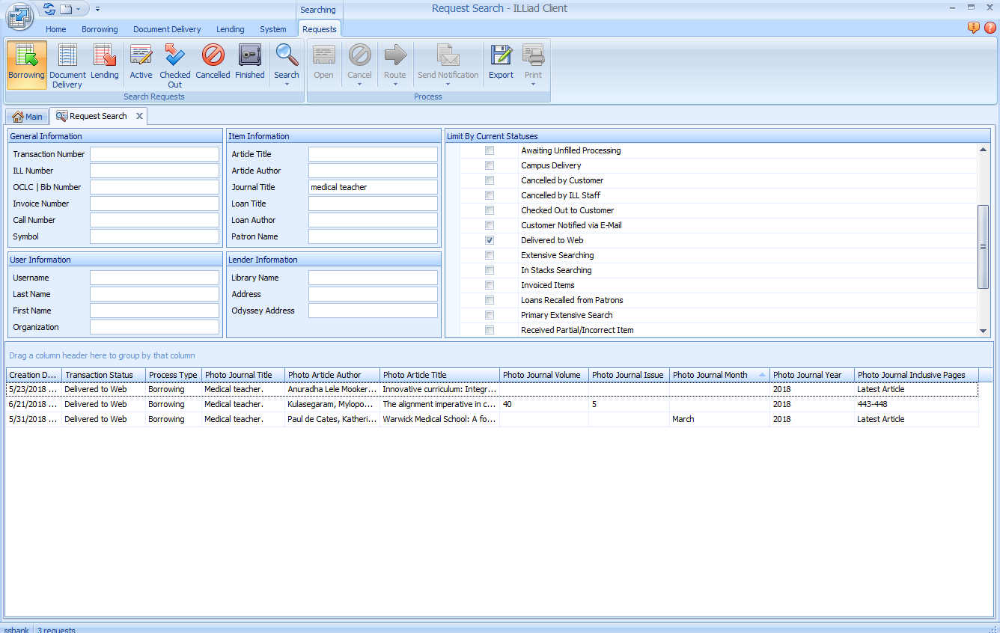 Searching
Request Search - ILLiad Client
Home Borrowing Document Delivery Lending System Requests
Borrowing Document Delivery Lending Active Checked Out Cancelled Finished Search Open Cancel Route Send Notification Export Print
Search Requests Process
Main Request Search X
General Information
Transaction Number
ILL Number
OCLC | Bib Number
Invoice Number
Call Number
Symbol
Item Information
Article Title
Article Author
Journal Title medical teacher
Loan Title
Loan Author
Patron Name
User Information
Username
Last Name
First Name
Organization
Lender Information
Library Name
Address
Odyssey Address
Limit By Current Statuses
Awaiting Unfilled Processing
Campus Delivery
Cancelled by Customer
Cancelled by ILL Staff
Checked Out to Customer
Customer Notified via E-Mail
Delivered to Web
Extensive Searching
In Stacks Searching
Invoiced Items
Loans Recalled from Patrons
Primary Extensive Search
Received Partial/Incorrect Item
Drag a column header here to group by that column
Creation D... Transaction Status Process Type Photo Journal Title Photo Article Author Photo Article Title Photo Journal Volume Photo Journal Issue Photo Journal Month Photo Journal Year Photo Journal Inclusive Pages
5/23/2018 ... Delivered to Web Borrowing Medical teacher. Anuradha Lele Mooker... Innovative curriculum: Integr... 2018 Latest Article
6/21/2018 ... Delivered to Web Borrowing Medical teacher. Kulasegaram, Mylopo... The alignment imperative in c... 40 5 2018 443-448
5/31/2018 ... Delivered to Web Borrowing Medical teacher. Paul de Cates, Katheri... Warwick Medical School: A fo... March 2018 Latest Article
sshank 3 requests